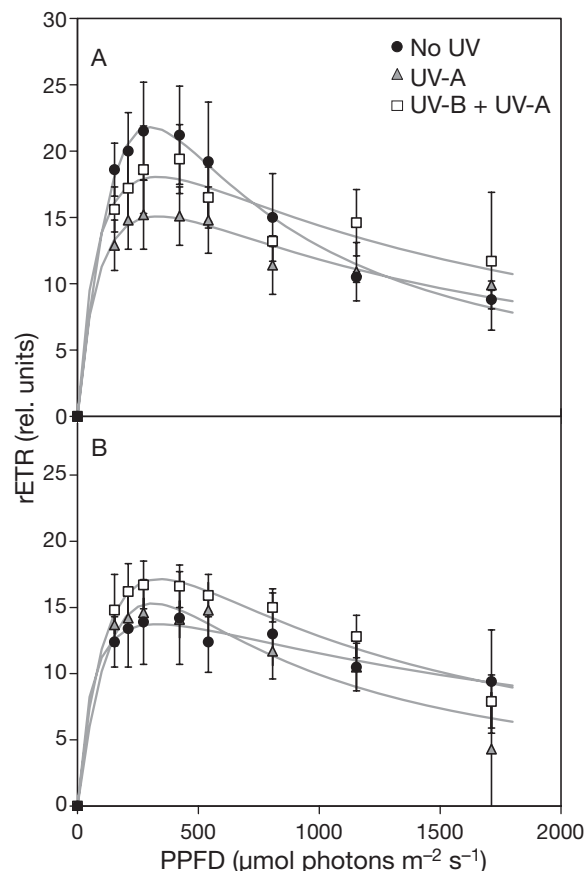 30
A
No UV
UV-A
UV-B + UV-A
25
20
15
10
5
0
rETR (rel. units)
B
25
20
15
10
5
0
0 500 1000 1500 2000
PPFD (µmol photons m⁻² s⁻¹)